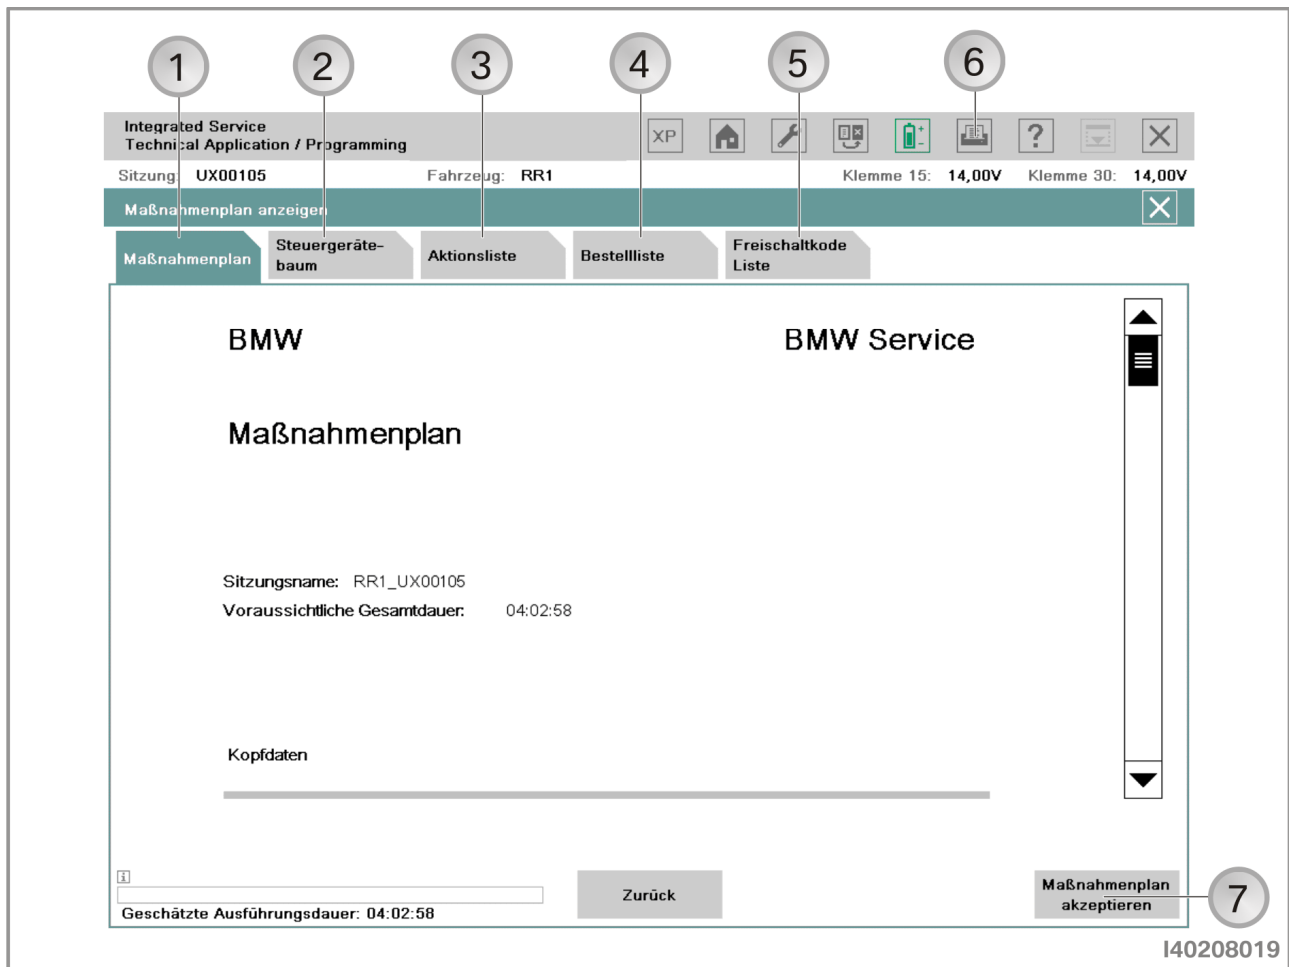 1
2
3
4
5
6
Integrated Service
Technical Application / Programming
XP
?
Sitzung: UX00105
Fahrzeug: RR1
Klemme 15: 14,00V
Klemme 30: 14,00V
Maßnahmenplan anzeigen
Maßnahmenplan
Steuergeräte-
baum
Aktionsliste
Bestellliste
Freischaltkode
Liste
BMW
BMW Service
Maßnahmenplan
Sitzungsname: RR1_UX00105
Voraussichtliche Gesamtdauer: 04:02:58
Kopfdaten
i
Geschätzte Ausführungsdauer: 04:02:58
Zurück
Maßnahmenplan
akzeptieren
7
I40208019